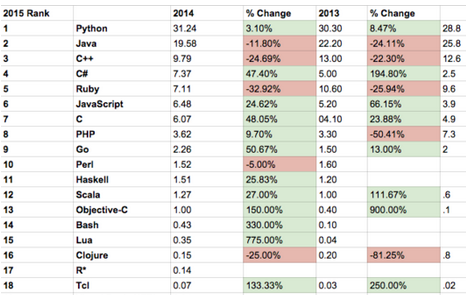 2015 Rank 2014 % Change 2013 % Change
1 Python 31.24 3.10% 30.30 8.47% 28.8
2 Java 19.58 -11.80% 22.20 -24.11% 25.8
3 C++ 9.79 -24.69% 13.00 -22.30% 12.6
4 C# 7.37 47.40% 5.00 194.80% 2.5
5 Ruby 7.11 -32.92% 10.60 -25.94% 9.6
6 JavaScript 6.48 24.62% 5.20 66.15% 3.9
7 C 6.07 48.05% 04.10 23.88% 4.9
8 PHP 3.62 9.70% 3.30 -50.41% 7.3
9 Go 2.26 50.67% 1.50 13.00% 2
10 Perl 1.52 -5.00% 1.60
11 Haskell 1.51 25.83% 1.20
12 Scala 1.27 27.00% 1.00 111.67% .6
13 Objective-C 1.00 150.00% 0.40 900.00% .1
14 Bash 0.43 330.00% 0.10
15 Lua 0.35 775.00% 0.04
16 Clojure 0.15 -25.00% 0.20 -81.25% .8
17 R* 0.14
18 Tcl 0.07 133.33% 0.03 250.00% .02